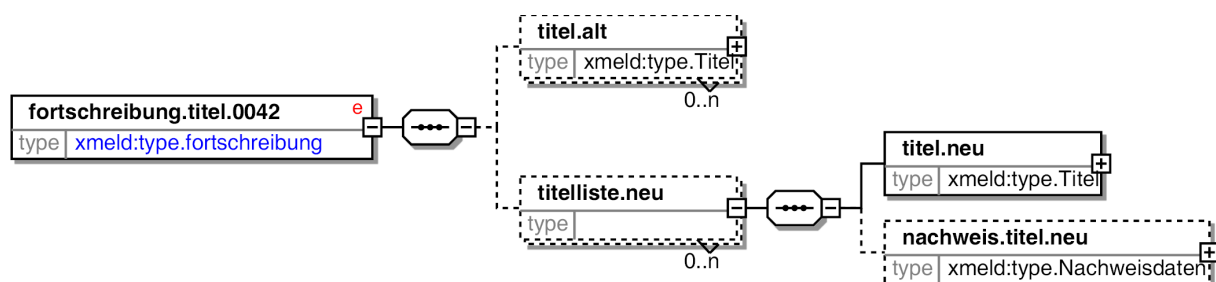 titel.alt
type xmeld:type.Titel
0..n
fortschreibung.titel.0042 e
type xmeld:type.fortschreibung
titelliste.neu
type
0..n
titel.neu
type xmeld:type.Titel
nachweis.titel.neu
type xmeld:type.Nachweisdaten